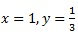 x = 1, y = 1/3